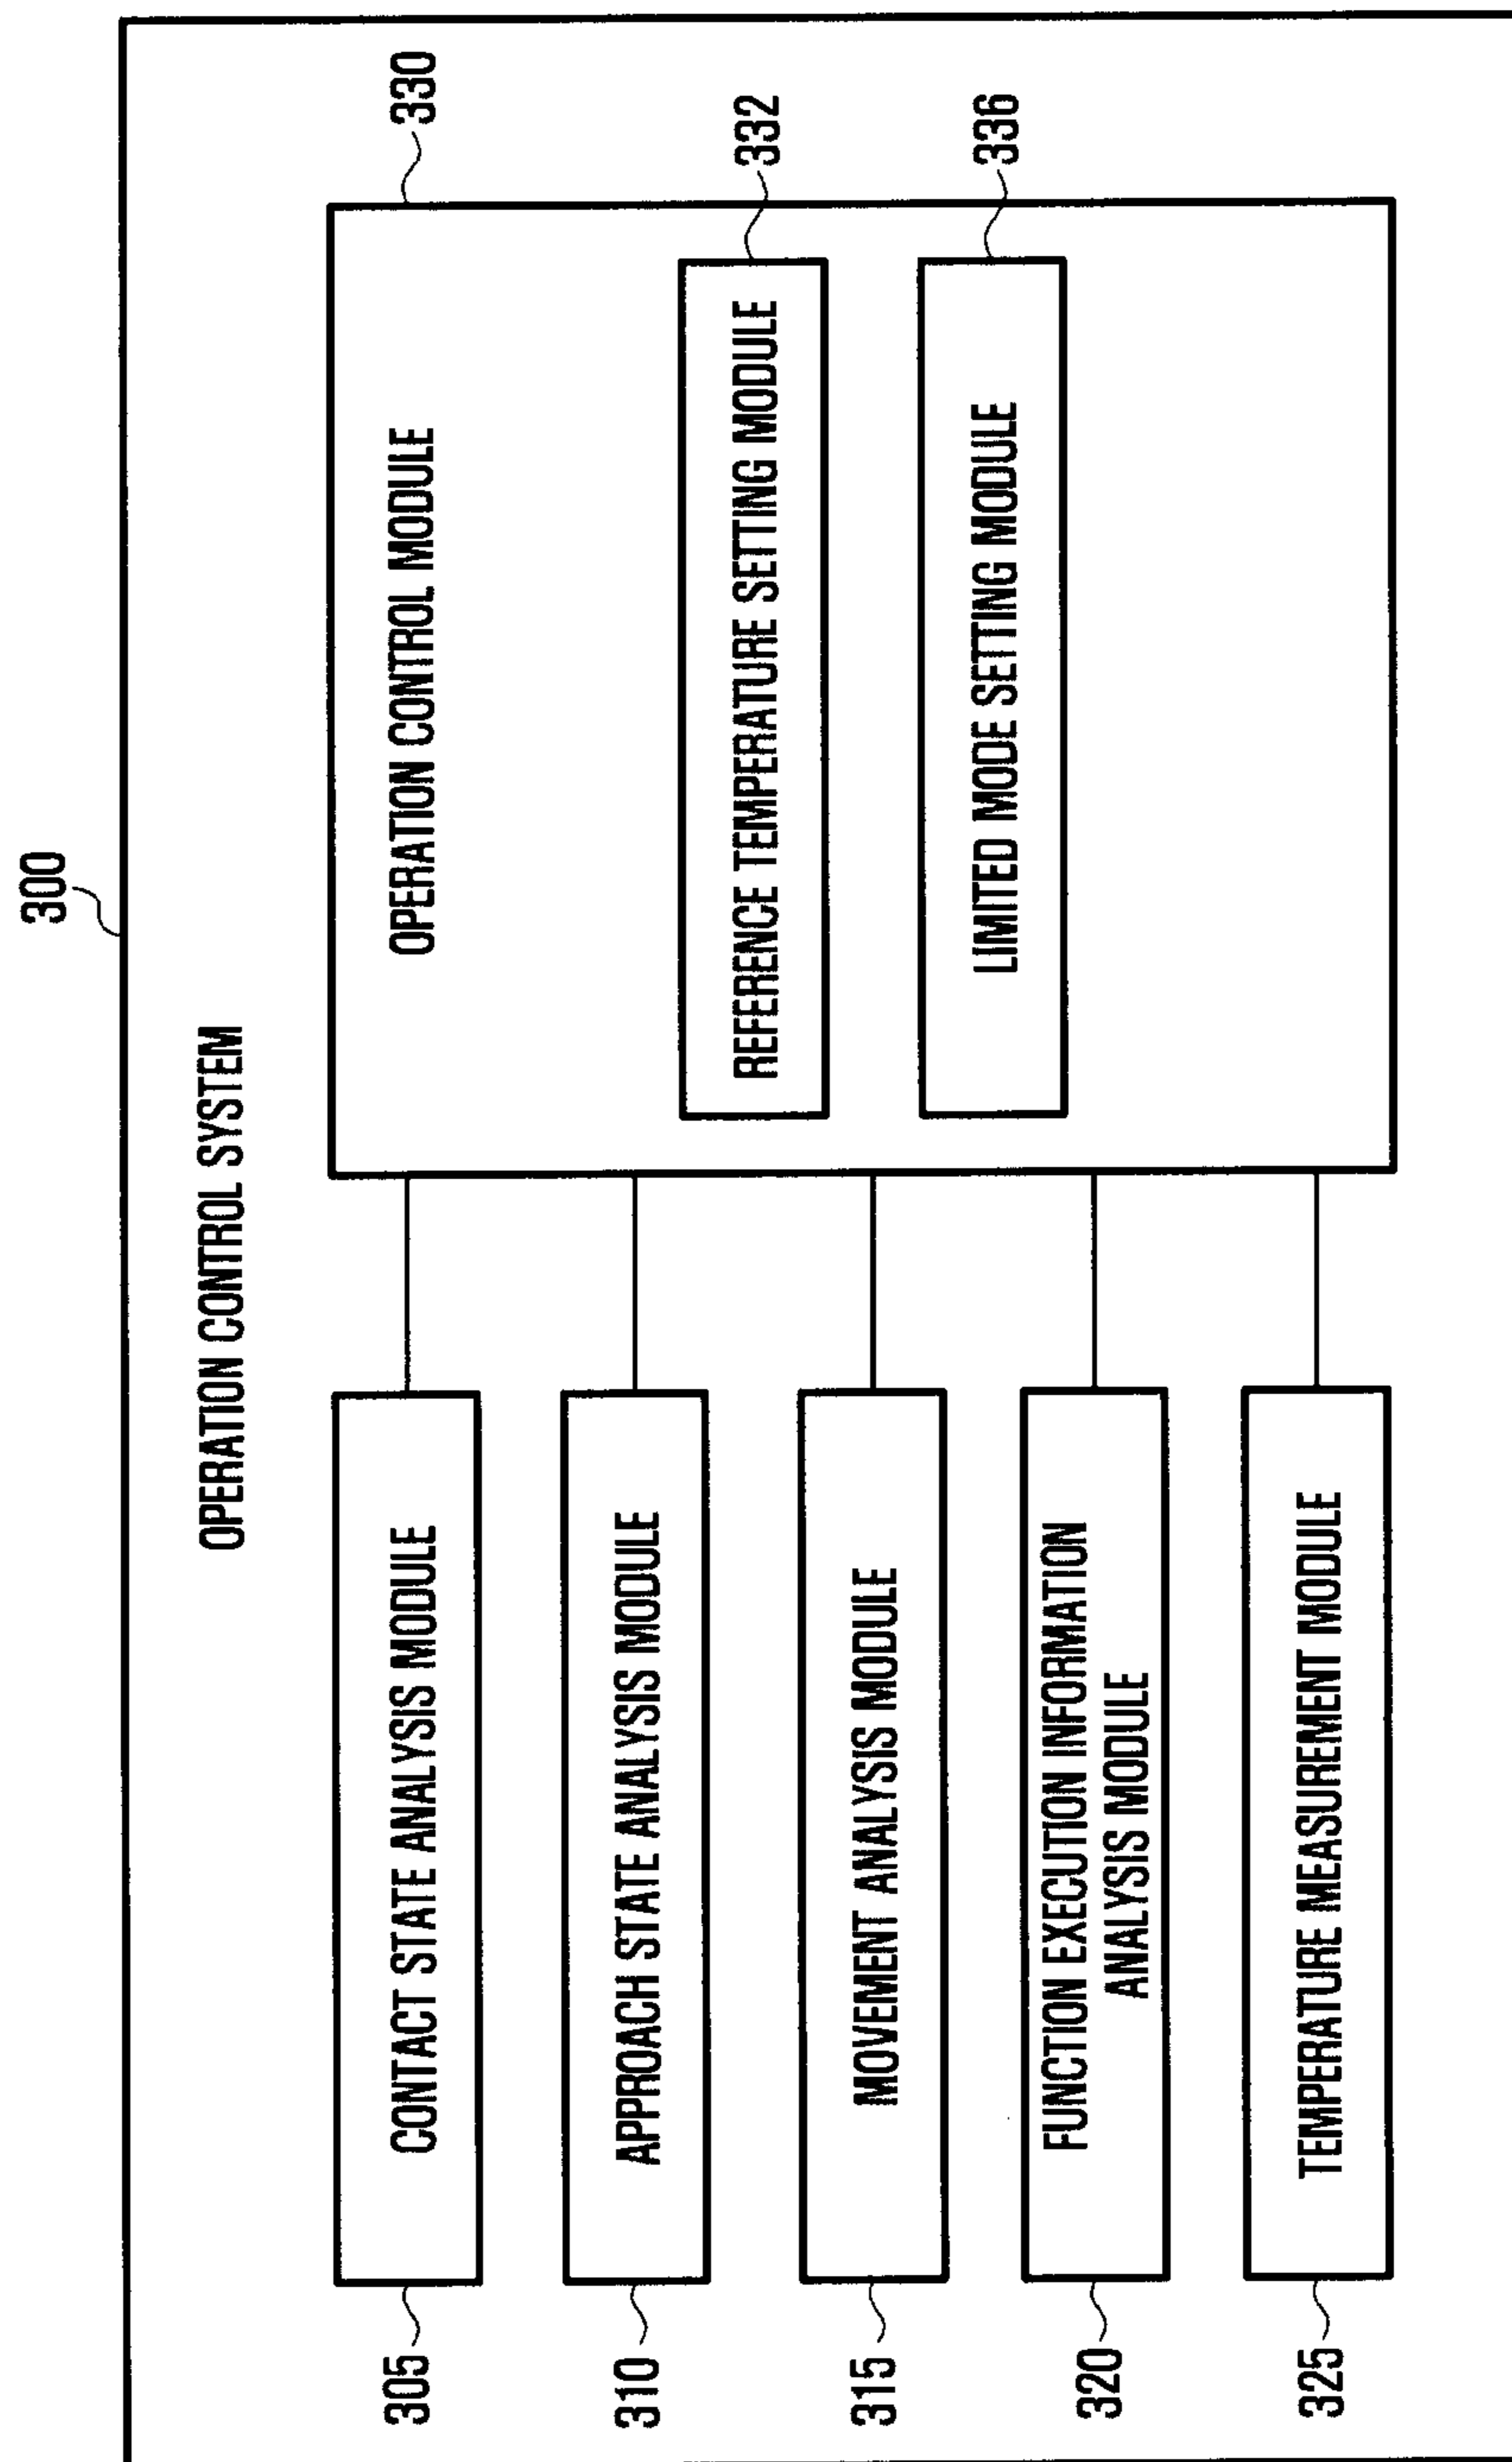 300
OPERATION CONTROL SYSTEM
305
CONTACT STATE ANALYSIS MODULE
310
APPROACH STATE ANALYSIS MODULE
315
MOVEMENT ANALYSIS MODULE
320
FUNCTION EXECUTION INFORMATION
ANALYSIS MODULE
325
TEMPERATURE MEASUREMENT MODULE
OPERATION CONTROL MODULE
330
REFERENCE TEMPERATURE SETTING MODULE
332
LIMITED MODE SETTING MODULE
336